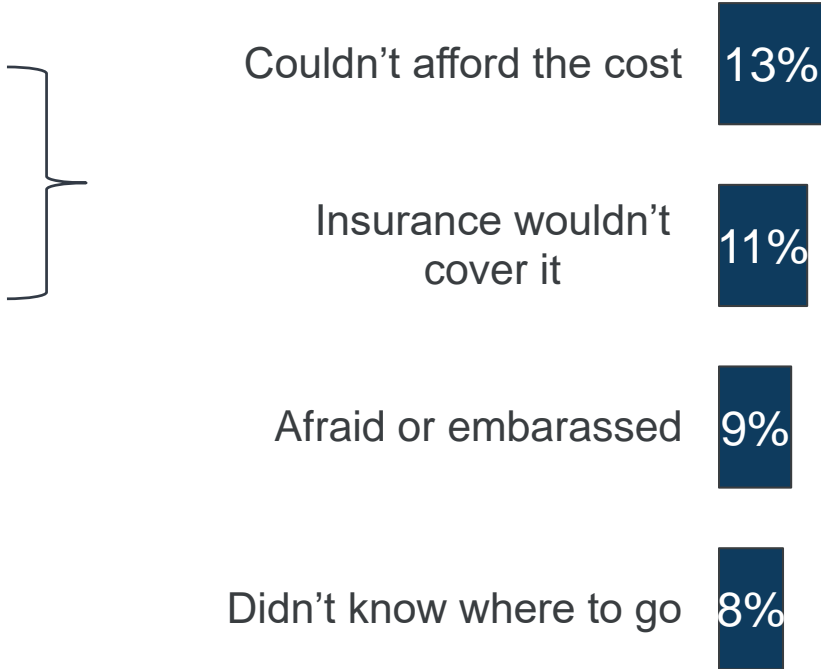 Couldn’t afford the cost 13%
Insurance wouldn’t
cover it 11%
Afraid or embarassed 9%
Didn’t know where to go 8%